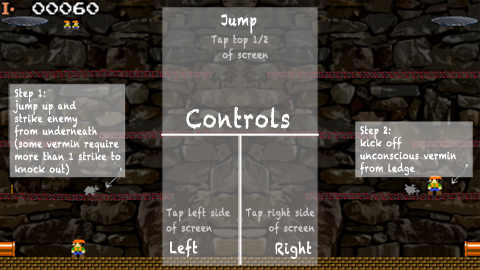 I- 00060
Jump
Tap top 1/2
of screen
Step 1:
jump up and
strike enemy
from underneath
(some vermin require
more than 1 strike to
knock out)
Controls
Step 2:
kick off
unconscious vermin
from ledge
Tap left side
of screen
Left
Tap right side
of screen
Right